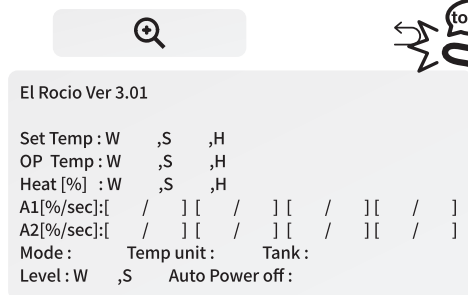 to
El Rocio Ver 3.01
Set Temp : W ,S ,H
OP Temp : W ,S ,H
Heat [%] : W ,S ,H
A1[%/sec]:[ / ] [ / ] [ / ] [ / ]
A2[%/sec]:[ / ] [ / ] [ / ] [ / ]
Mode : Temp unit : Tank :
Level : W ,S Auto Power off :